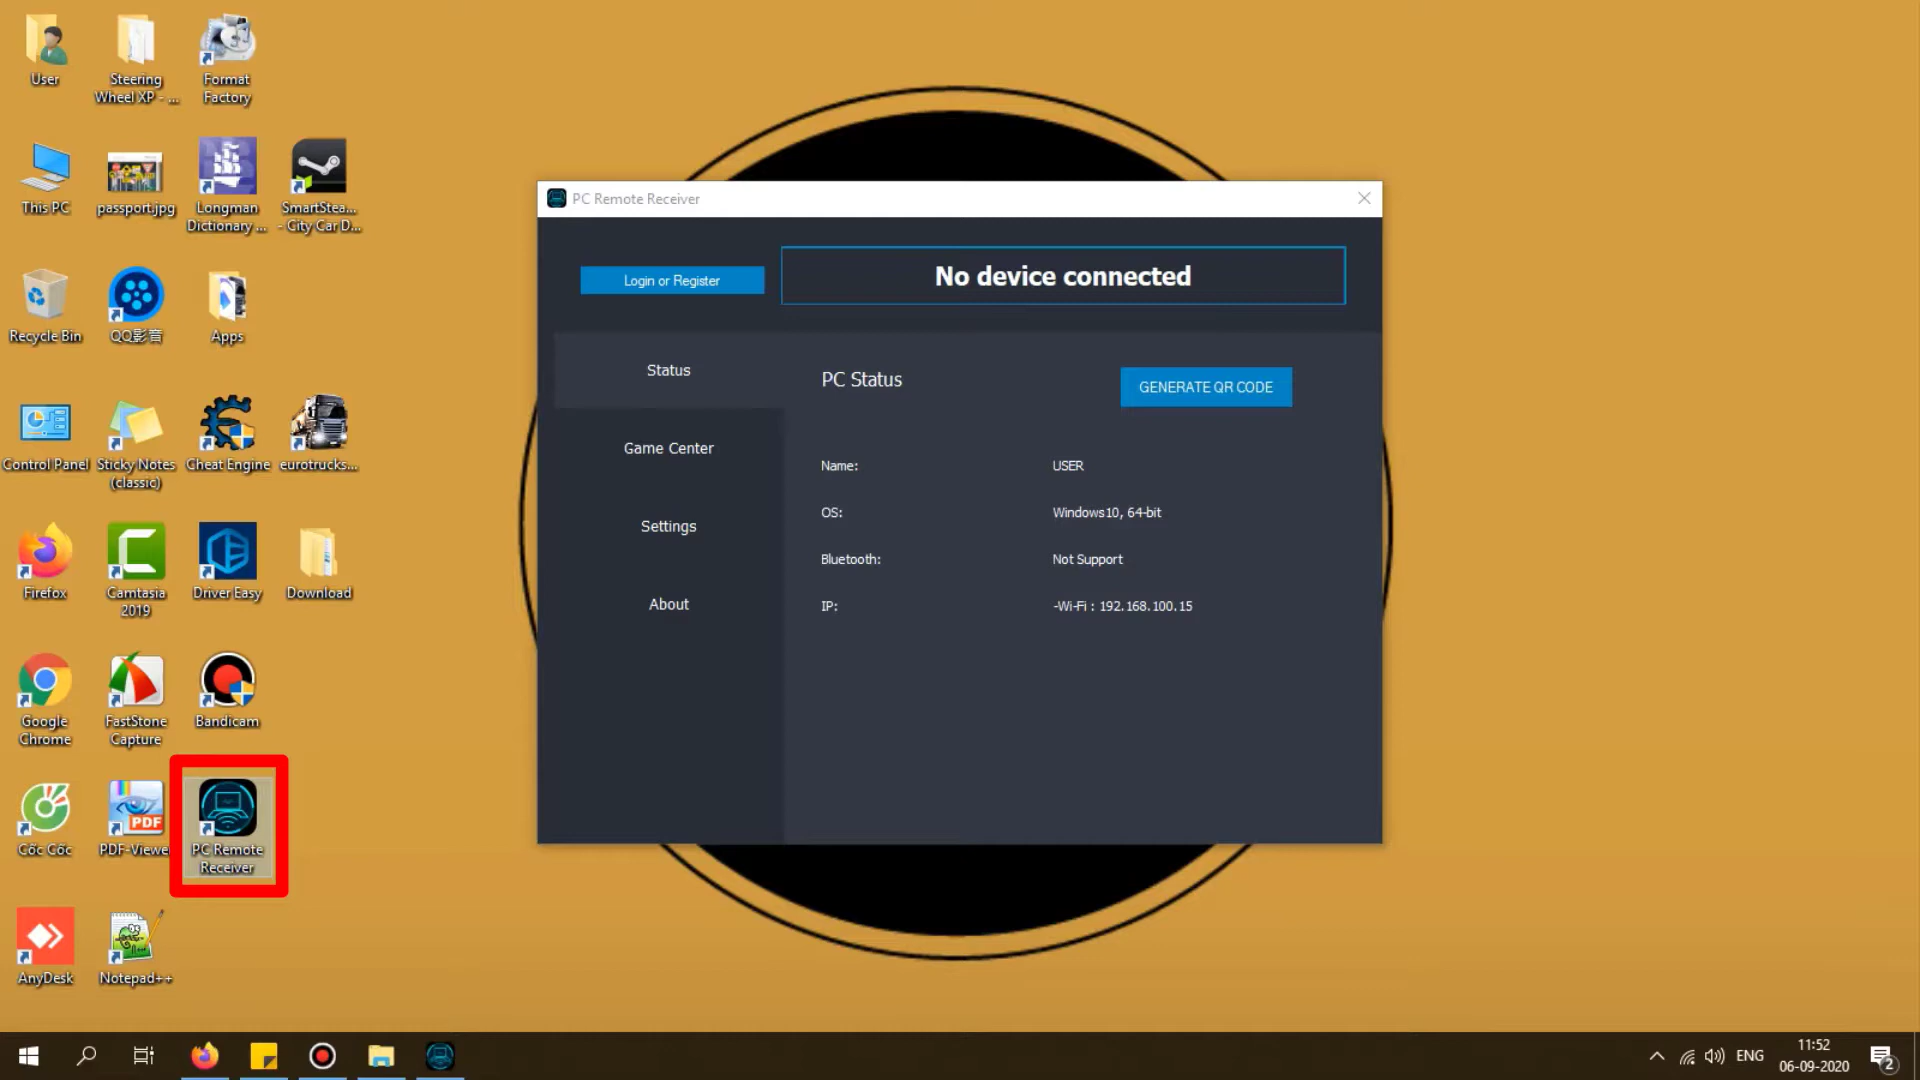 User
Steering
Wheel XP - ...
Format
Factory
This PC
passport.jpg
Longman
Dictionary ...
SmartStea...
- City Car D...
Recycle Bin
QQ影音
Apps
Control Panel
Sticky Notes
(classic)
Cheat Engine
eurotrucks...
Firefox
Camtasia
2019
Driver Easy
Download
Google
Chrome
FastStone
Capture
Bandicam
Cốc Cốc
PDF-Viewe
PDF
PC Remote
Receiver
AnyDesk
Notepad++
PC Remote Receiver
Login or Register
No device connected
Status
Game Center
Settings
About
PC Status
GENERATE QR CODE
Name:
USER
OS:
Windows10, 64-bit
Bluetooth:
Not Support
IP:
-Wi-Fi : 192.168.100.15
ENG
11:52
06-09-2020
2